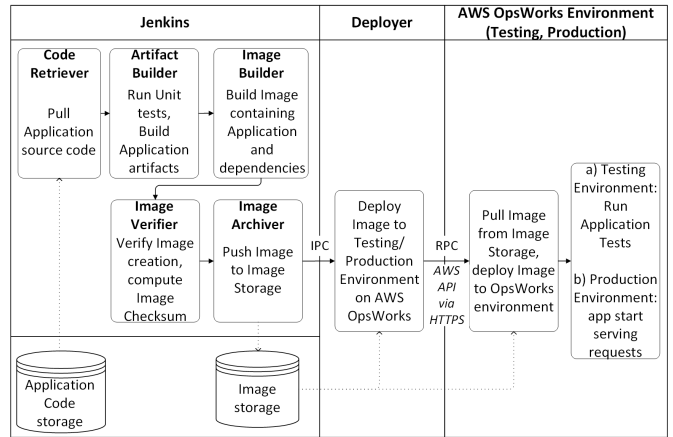 Jenkins
Deployer
AWS OpsWorks Environment
(Testing, Production)
Code
Retriever
Pull
Application
source code
Artifact
Builder
Run Unit
tests,
Build
Application
artifacts
Image
Builder
Build Image
containing
Application
and
dependencies
Image
Verifier
Verify Image
creation,
compute
Image
Checksum
Image
Archiver
Push Image
to Image
Storage
IPC
Deploy
Image to
Testing/
Production
Environment
on AWS
OpsWorks
RPC
AWS
API
via
HTTPS
Pull Image
from Image
Storage,
deploy Image
to OpsWorks
environment
a) Testing
Environment:
Run
Application
Tests
b) Production
Environment:
app start
serving
requests
Application
Code
storage
Image
storage